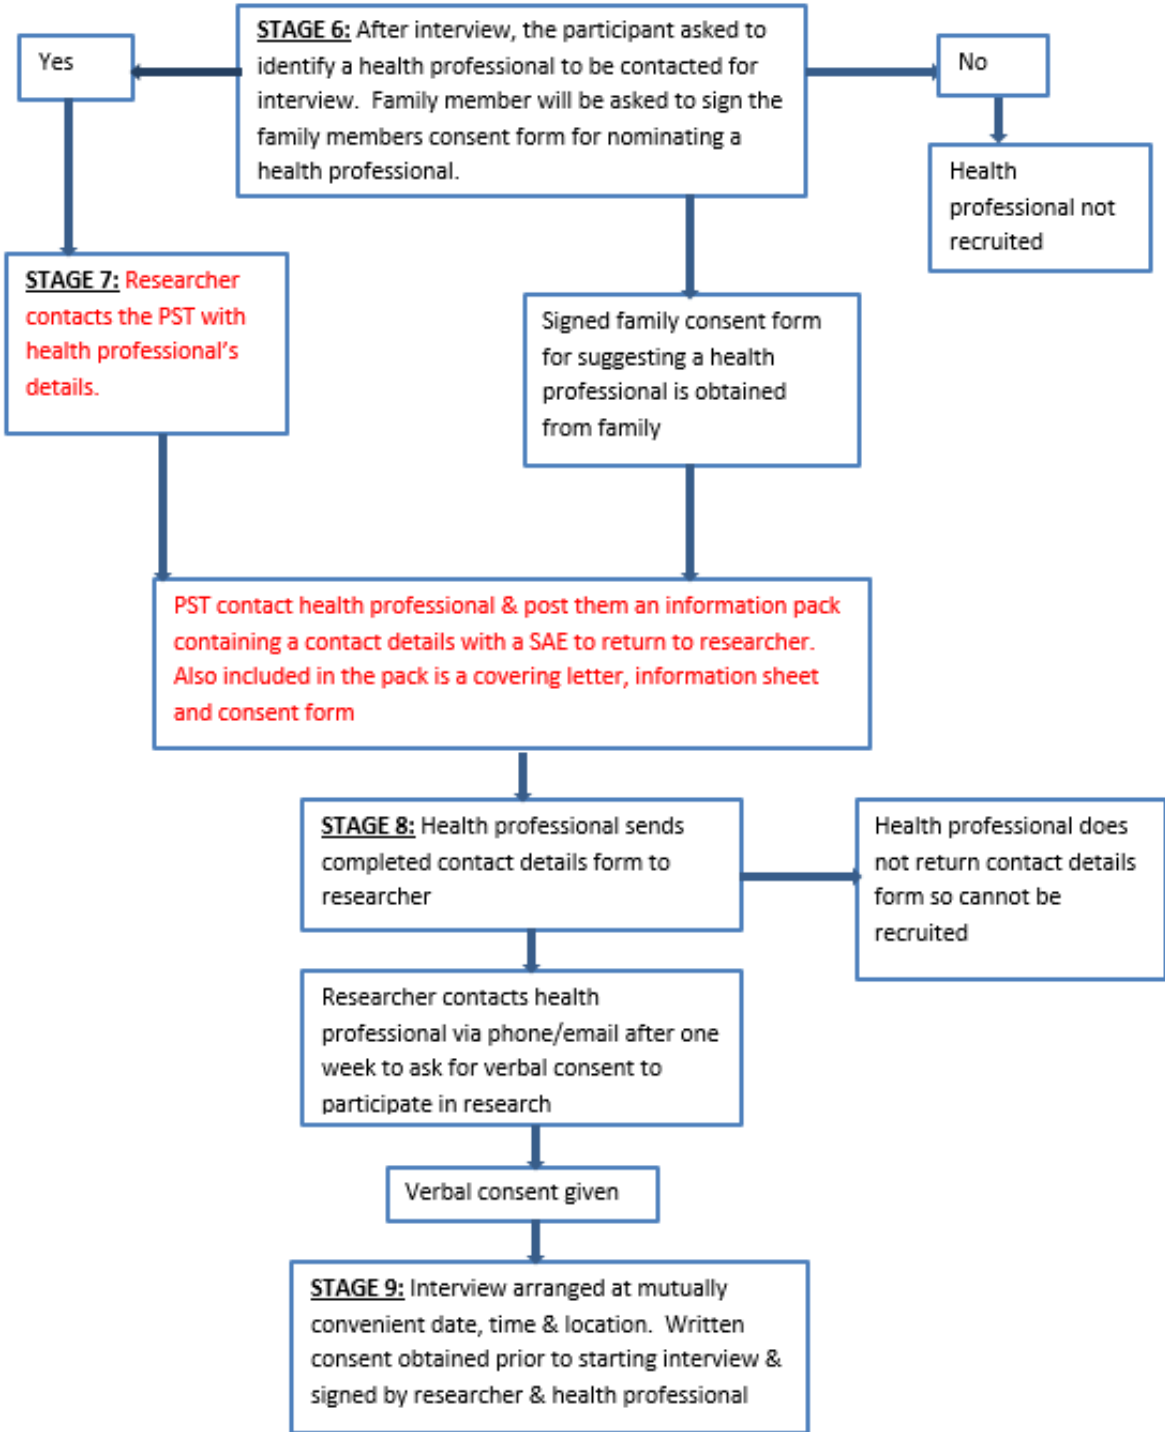 Yes
STAGE 6: After interview, the participant asked to
identify a health professional to be contacted for
interview. Family member will be asked to sign the
family members consent form for nominating a
health professional.
No
Health
professional not
recruited
STAGE 7: Researcher
contacts the PST with
health professional's
details.
Signed family consent form
for suggesting a health
professional is obtained
from family
PST contact health professional & post them an information pack
containing a contact details with a SAE to return to researcher.
Also included in the pack is a covering letter, information sheet
and consent form
STAGE 8: Health professional sends
completed contact details form to
researcher
Health professional does
not return contact details
form so cannot be
recruited
Researcher contacts health
professional via phone/email after one
week to ask for verbal consent to
participate in research
Verbal consent given
STAGE 9: Interview arranged at mutually
convenient date, time & location. Written
consent obtained prior to starting interview &
signed by researcher & health professional